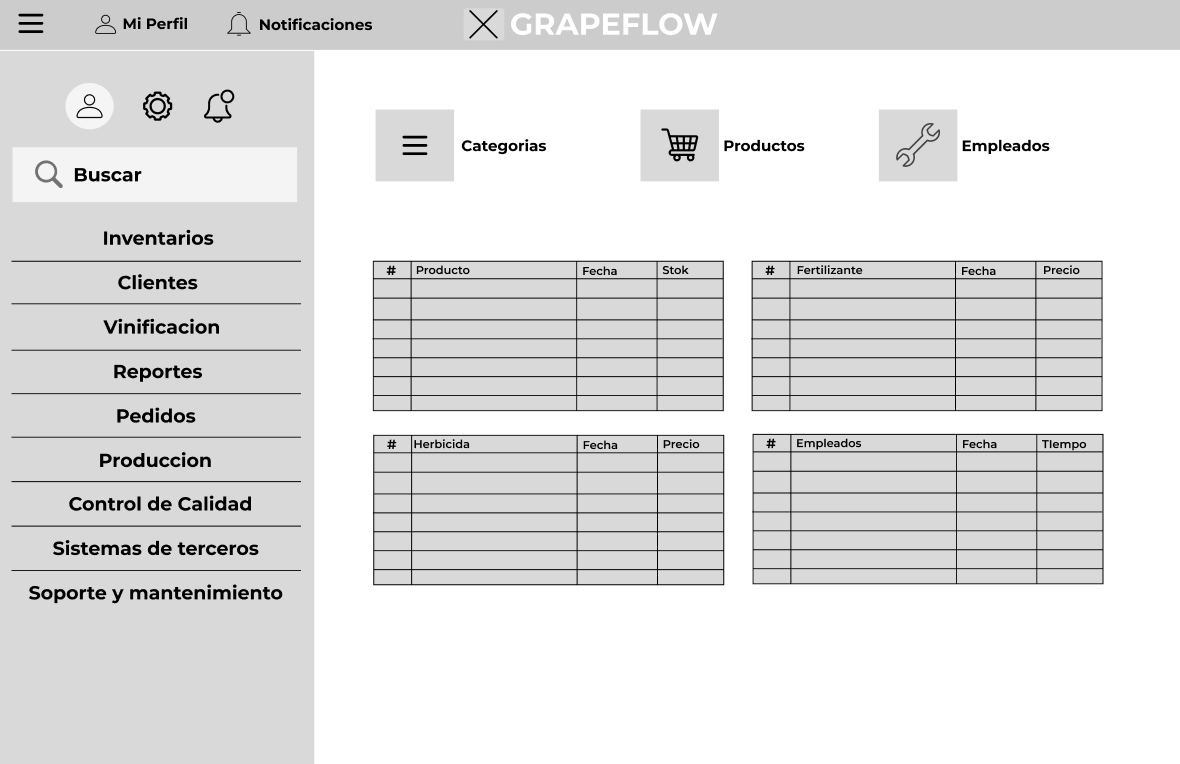 Mi Perfil
Notificaciones
GRAPEFLOW
Buscar
Inventarios
Clientes
Vinificacion
Reportes
Pedidos
Produccion
Control de Calidad
Sistemas de terceros
Soporte y mantenimiento
Categorias
Productos
Empleados
# Producto Fecha Stok
# Fertilizante Fecha Precio
# Herbicida Fecha Precio
# Empleados Fecha TIempo